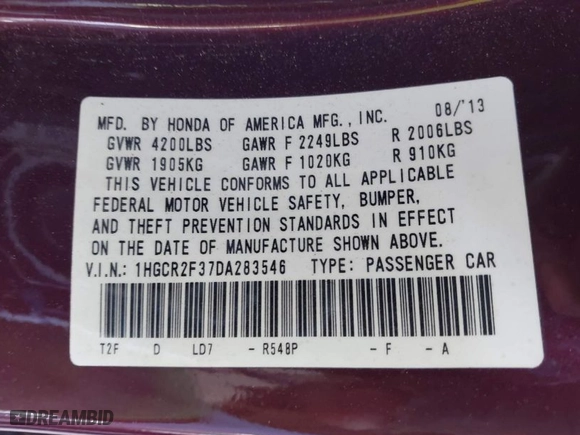 MFD. BY HONDA OF AMERICA MFG., INC. 08/'13
GVWR 4200LBS GAWR F 2249LBS R 2006LBS
GVWR 1905KG GAWR F 1020KG R 910KG
THIS VEHICLE CONFORMS TO ALL APPLICABLE
FEDERAL MOTOR VEHICLE SAFETY, BUMPER,
AND THEFT PREVENTION STANDARDS IN EFFECT
ON THE DATE OF MANUFACTURE SHOWN ABOVE.
V.I.N.: 1HGCR2F37DA283546 TYPE: PASSENGER CAR
T2F D LD7 - R548P - F - A
DREAMBID